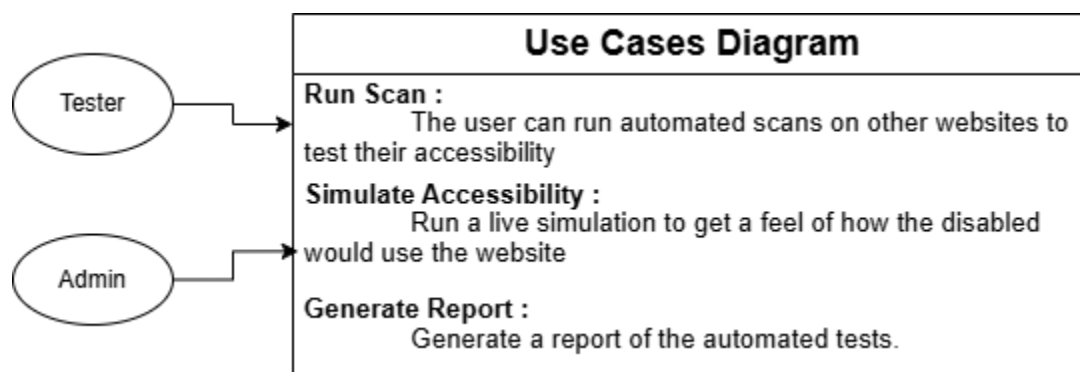 Use Cases Diagram
Tester
Run Scan :
The user can run automated scans on other websites to
test their accessibility
Simulate Accessibility :
Run a live simulation to get a feel of how the disabled
would use the website
Admin
Generate Report :
Generate a report of the automated tests.